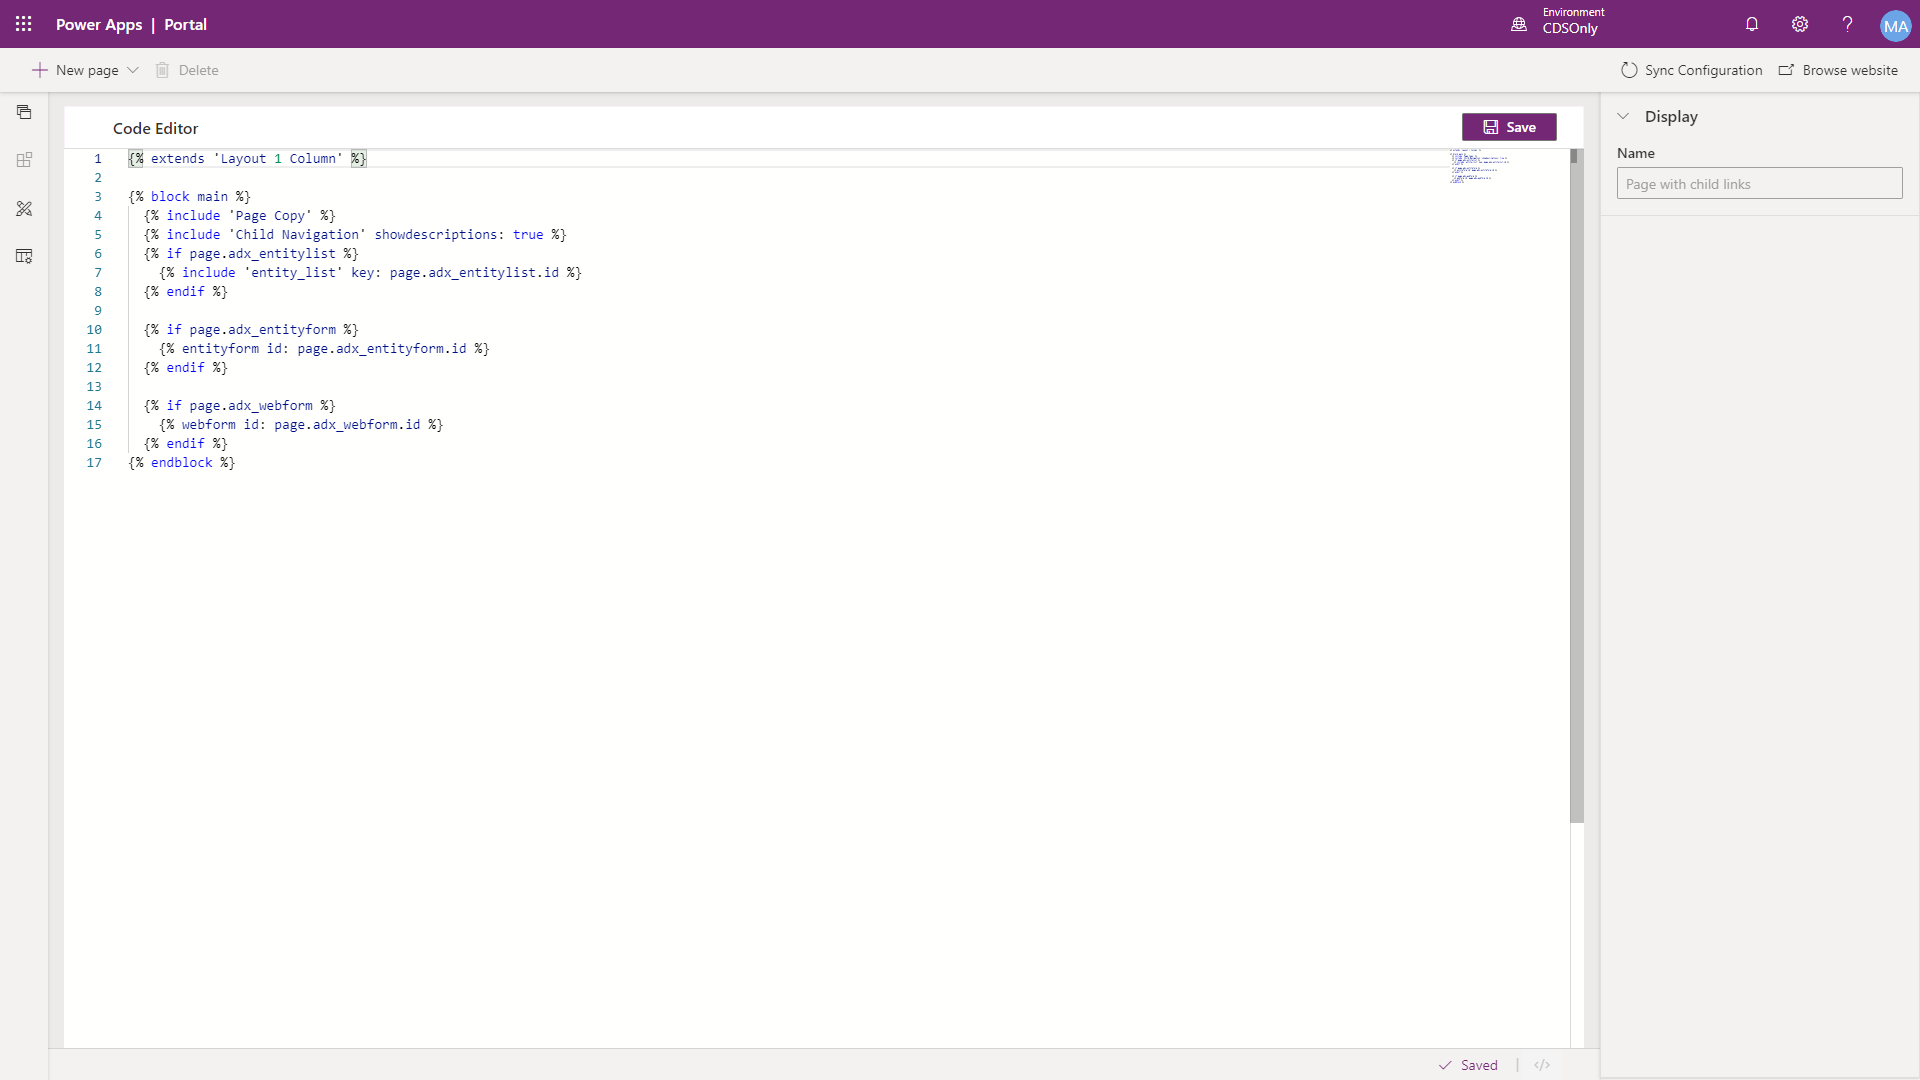 Power Apps | Portal
Environment
CDSOnly
MA
New page
Delete
Sync Configuration
Browse website
Code Editor
Save
1 {% extends 'Layout 1 Column' %}
2
3 {% block main %}
4 {% include 'Page Copy' %}
5 {% include 'Child Navigation' showdescriptions: true %}
6 {% if page.adx_entitylist %}
7 {% include 'entity_list' key: page.adx_entitylist.id %}
8 {% endif %}
9
10 {% if page.adx_entityform %}
11 {% entityform id: page.adx_entityform.id %}
12 {% endif %}
13
14 {% if page.adx_webform %}
15 {% webform id: page.adx_webform.id %}
16 {% endif %}
17 {% endblock %}
Display
Name
Page with child links
Saved
</>